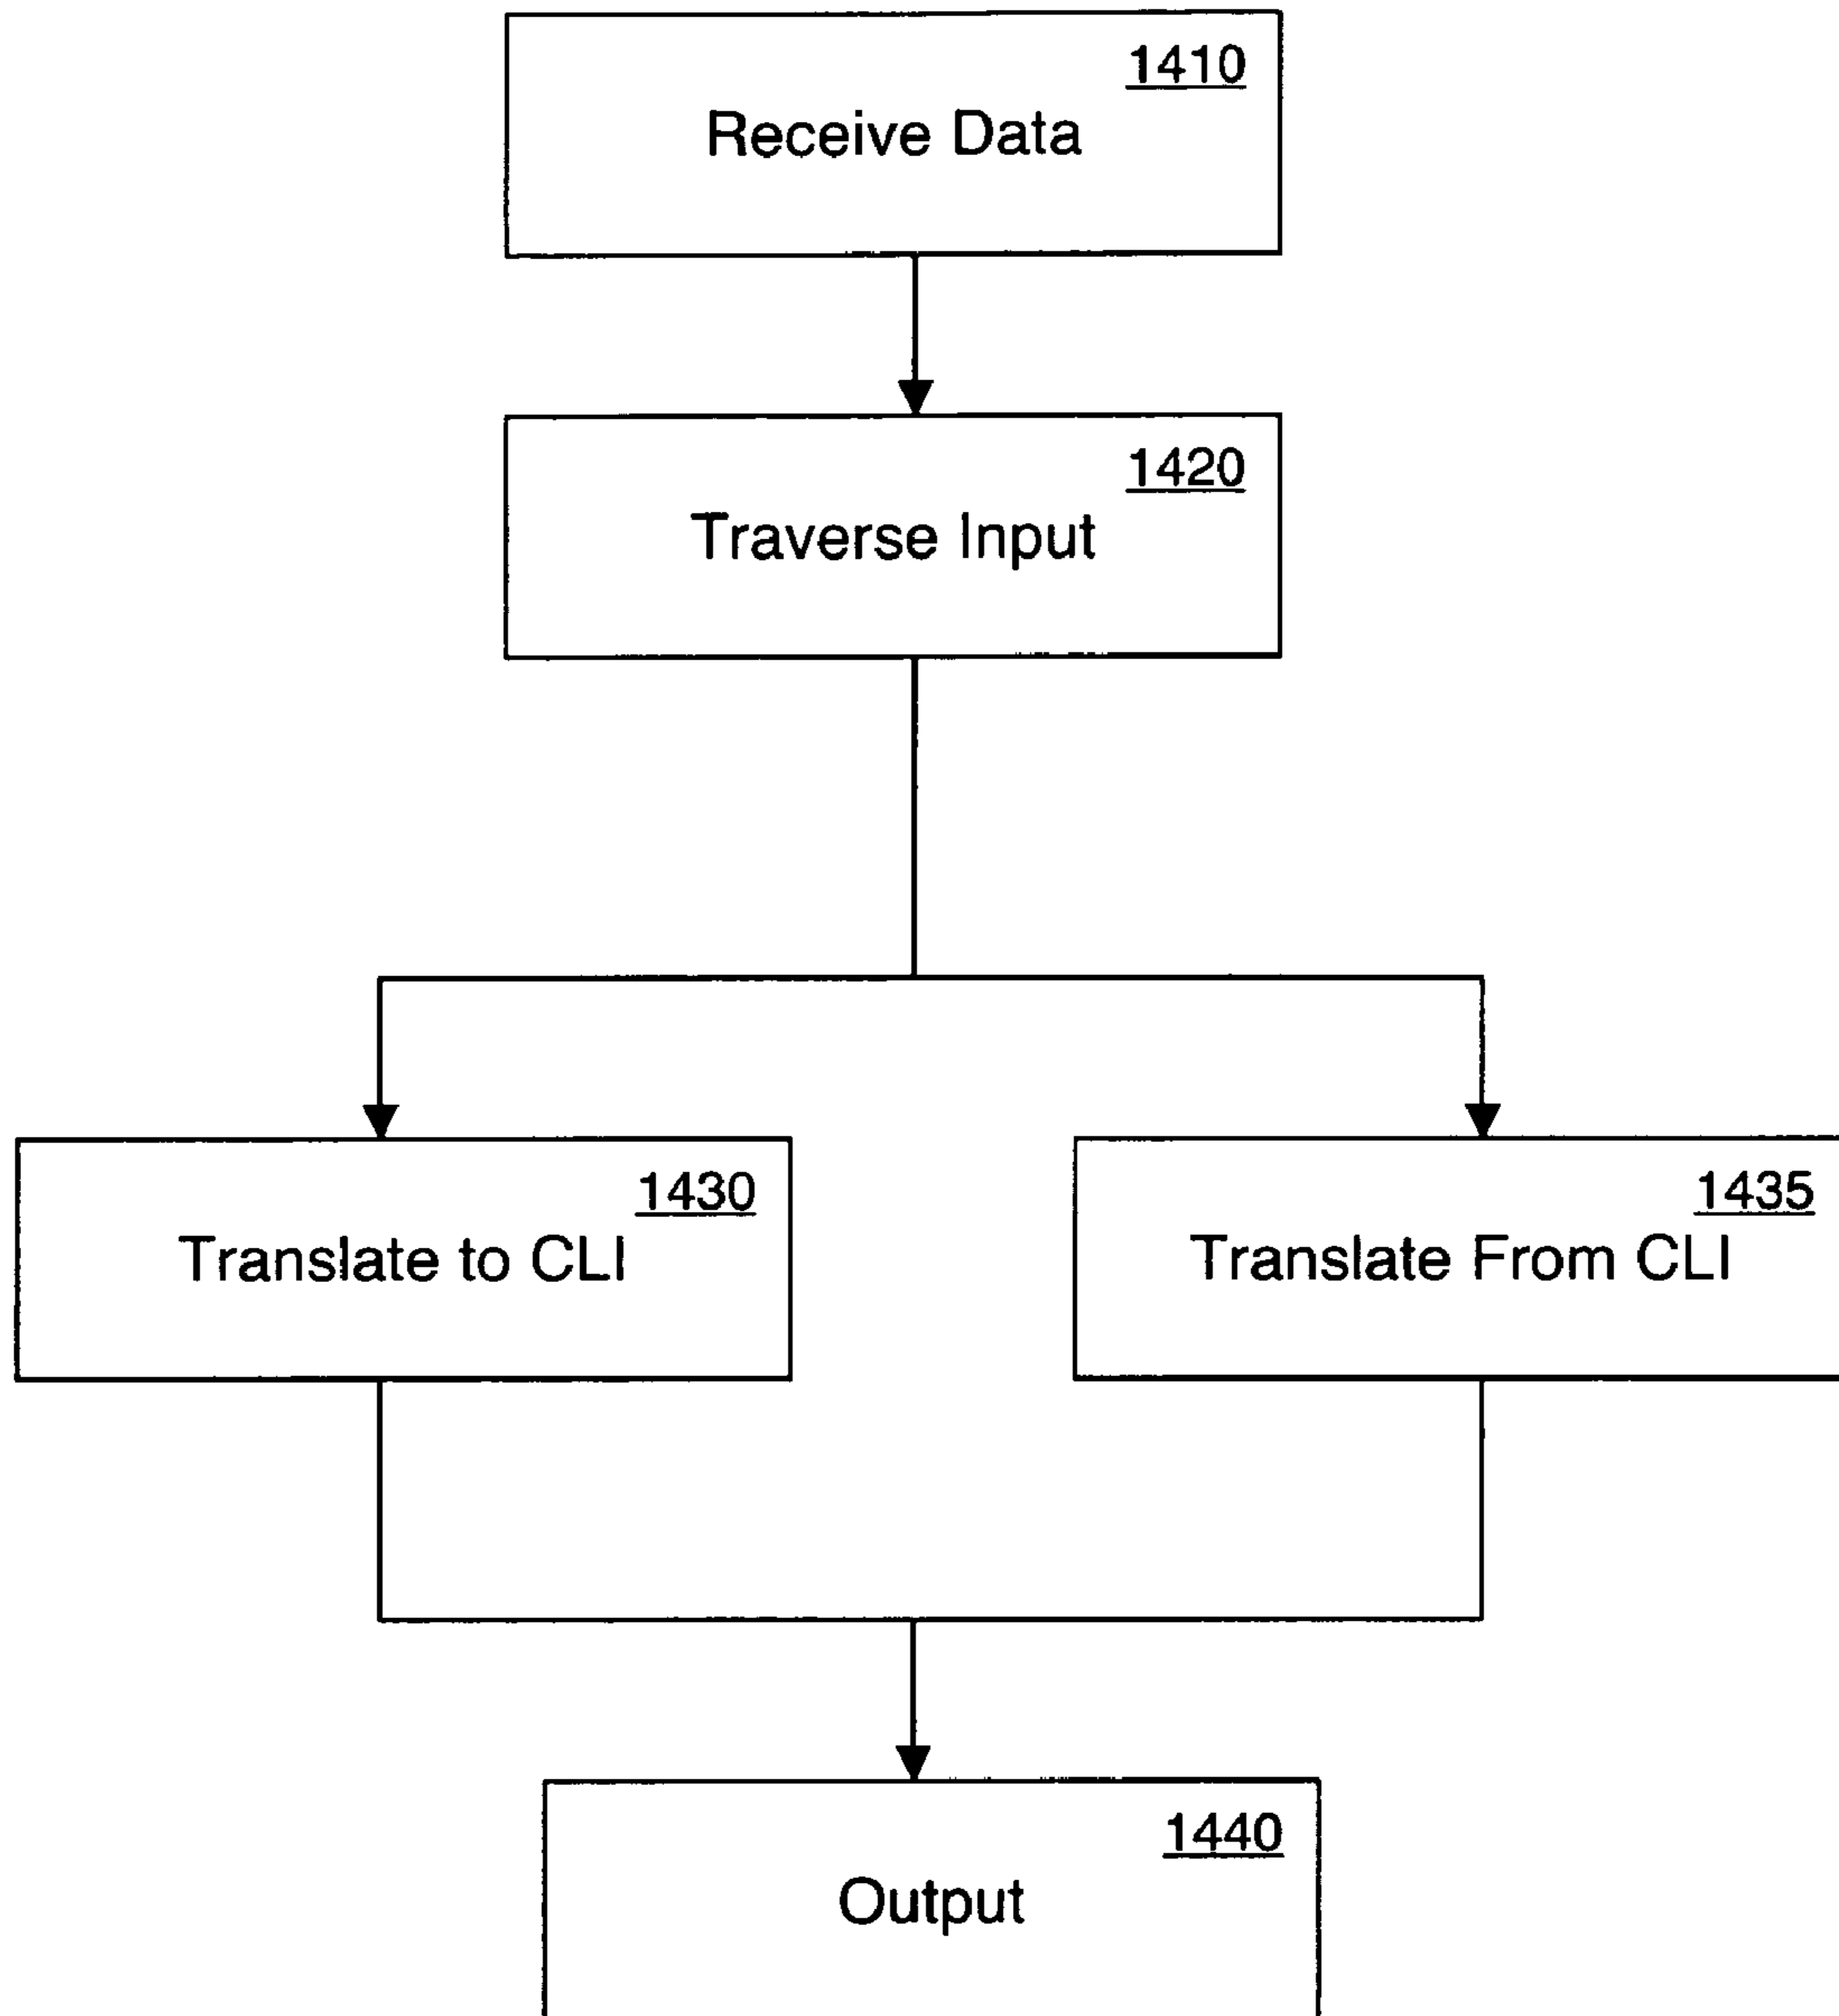 1410
Receive Data
1420
Traverse Input
1430
Translate to CLI
1435
Translate From CLI
1440
Output